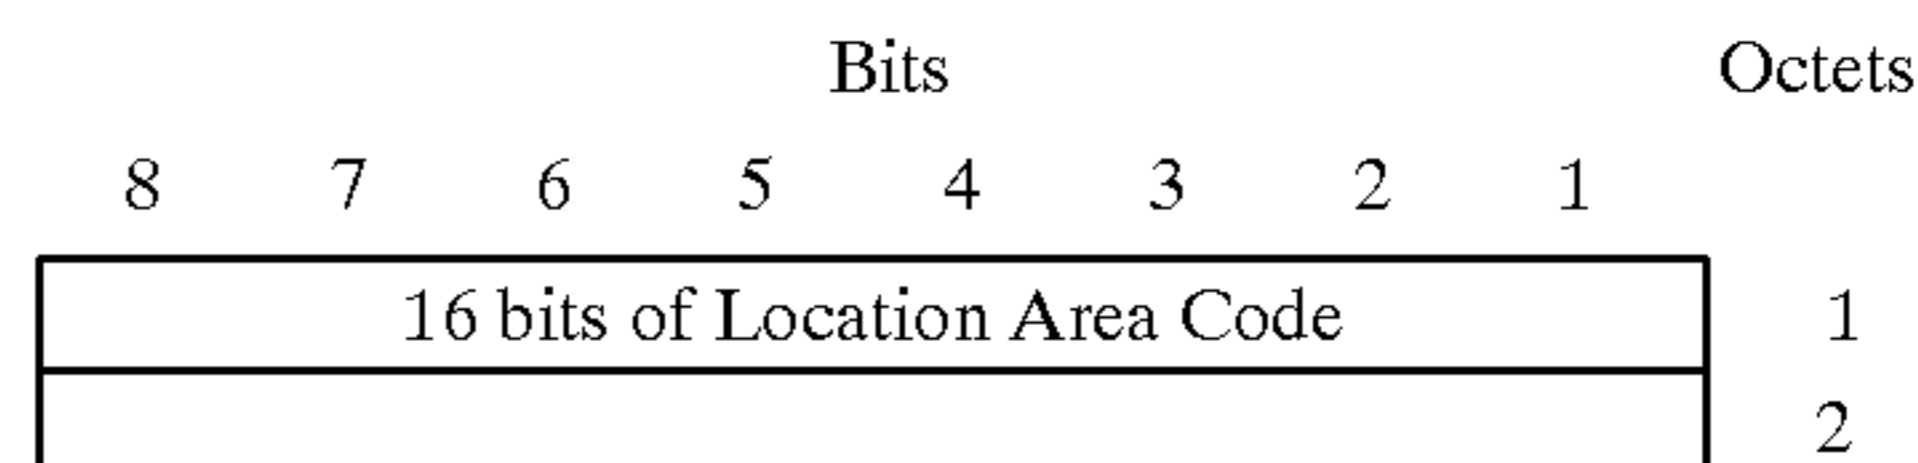 Bits Octets
8 7 6 5 4 3 2 1
16 bits of Location Area Code 1
2